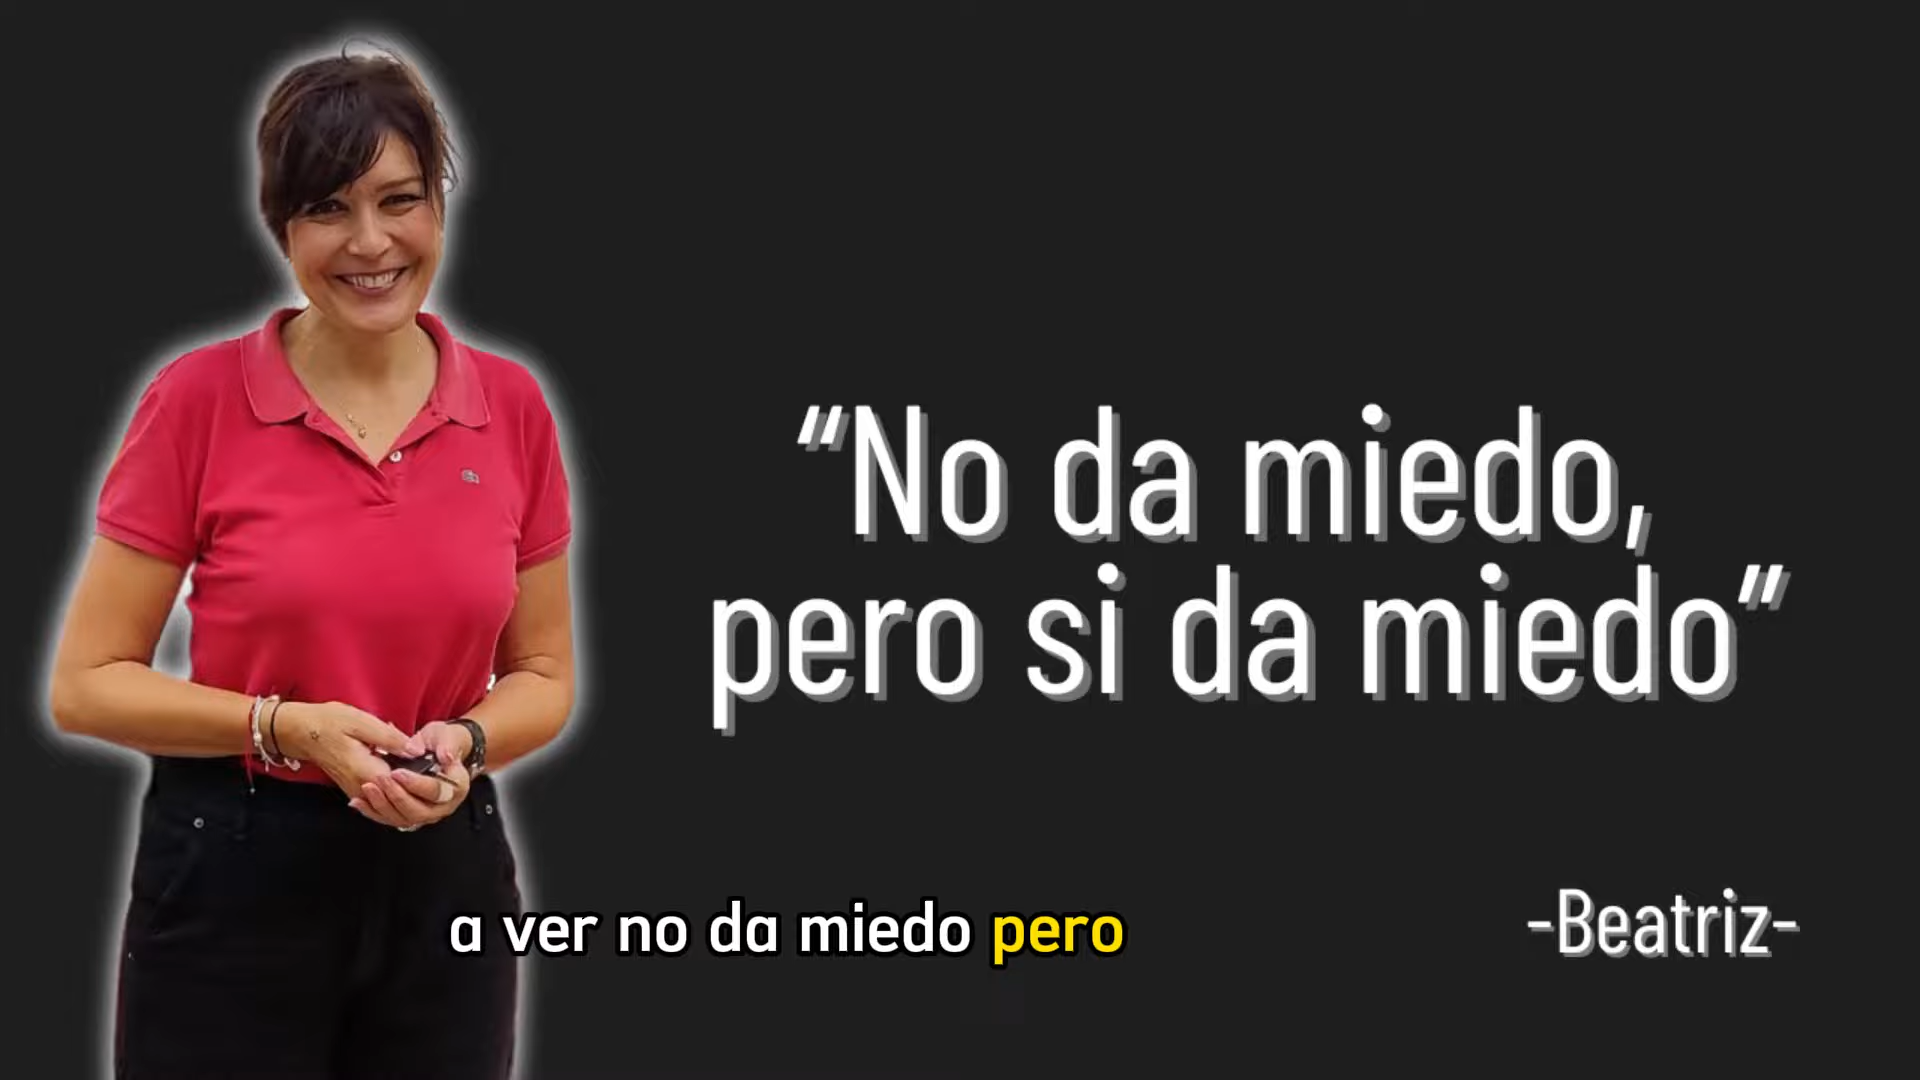 “No da miedo,
pero si da miedo”
-Beatriz-
a ver no da miedo pero